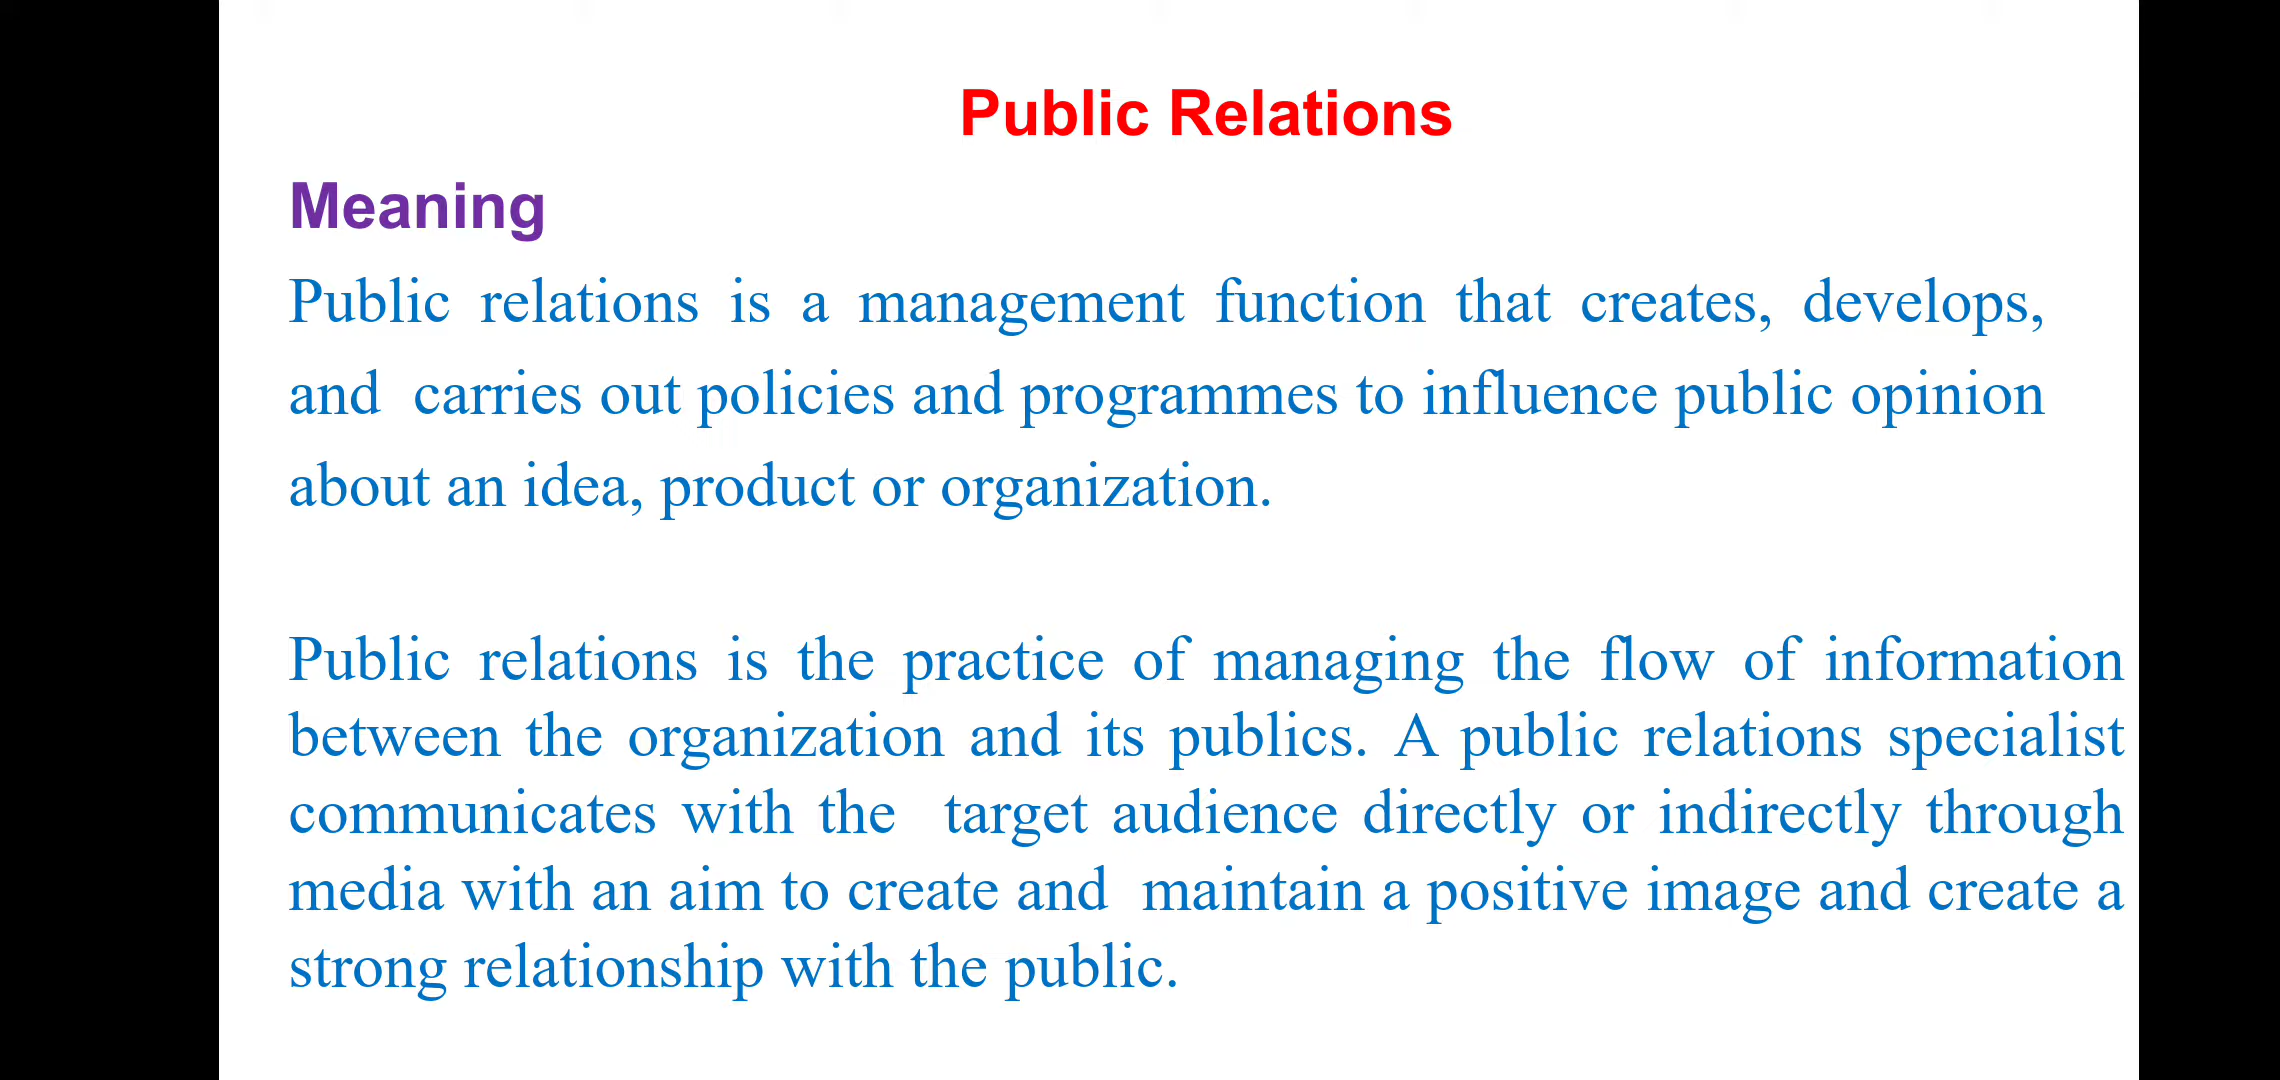 Public Relations
Meaning
Public relations is a management function that creates, develops,
and carries out policies and programmes to influence public opinion
about an idea, product or organization.
Public relations is the practice of managing the flow of information
between the organization and its publics. A public relations specialist
communicates with the target audience directly or indirectly through
media with an aim to create and maintain a positive image and create a
strong relationship with the public.